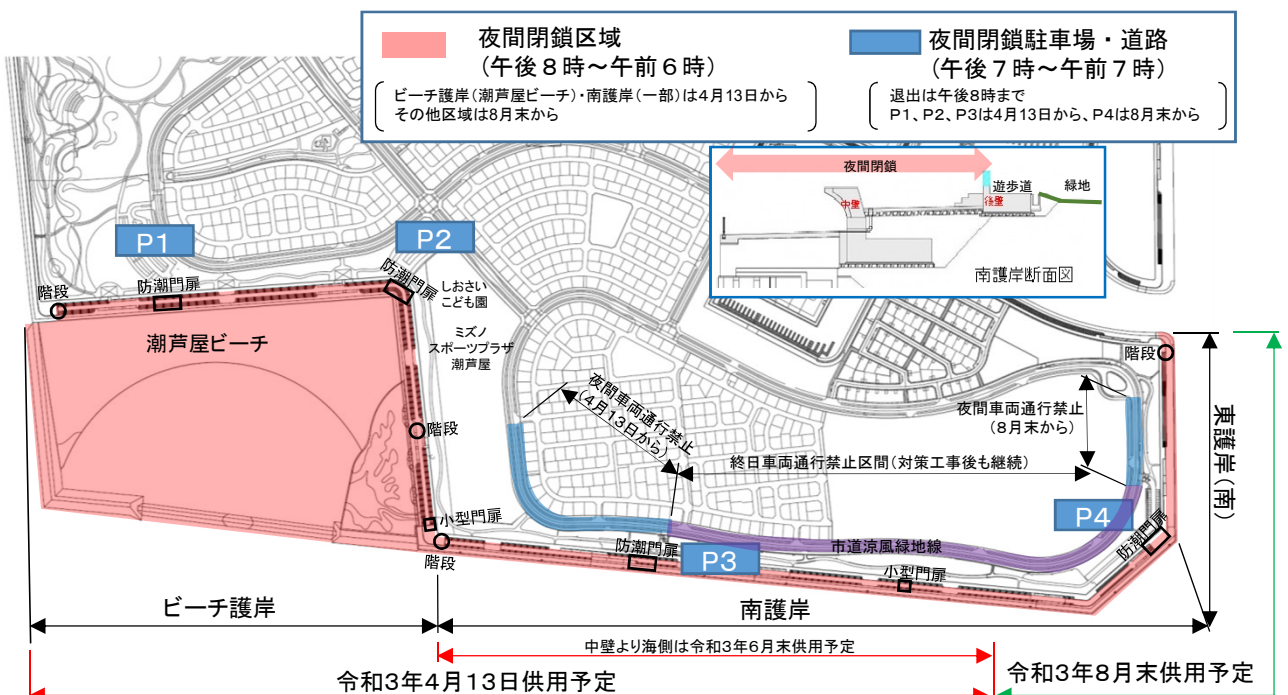 夜間閉鎖区域
(午後8時～午前6時)
ビーチ護岸(潮芦屋ビーチ)・南護岸(一部)は4月13日から
その他区域は8月末から
夜間閉鎖駐車場・道路
(午後7時～午前7時)
退出は午後8時まで
P1、P2、P3は4月13日から、P4は8月末から
夜間閉鎖
中壁
遊歩道
後壁
緑地
南護岸断面図
P1
P2
階段
防潮門扉
防潮門扉
しおさい
こども園
潮芦屋ビーチ
ミズノ
スポーツプラザ
潮芦屋
階段
夜間車両通行禁止
(4月13日から)
夜間車両通行禁止
(8月末から)
階段
東護岸(南)
終日車両通行禁止区間(対策工事後も継続)
小型門扉
階段
防潮門扉
P3
市道涼風緑地線
小型門扉
P4
防潮門扉
ビーチ護岸
南護岸
中壁より海側は令和3年6月末供用予定
令和3年4月13日供用予定
令和3年8月末供用予定